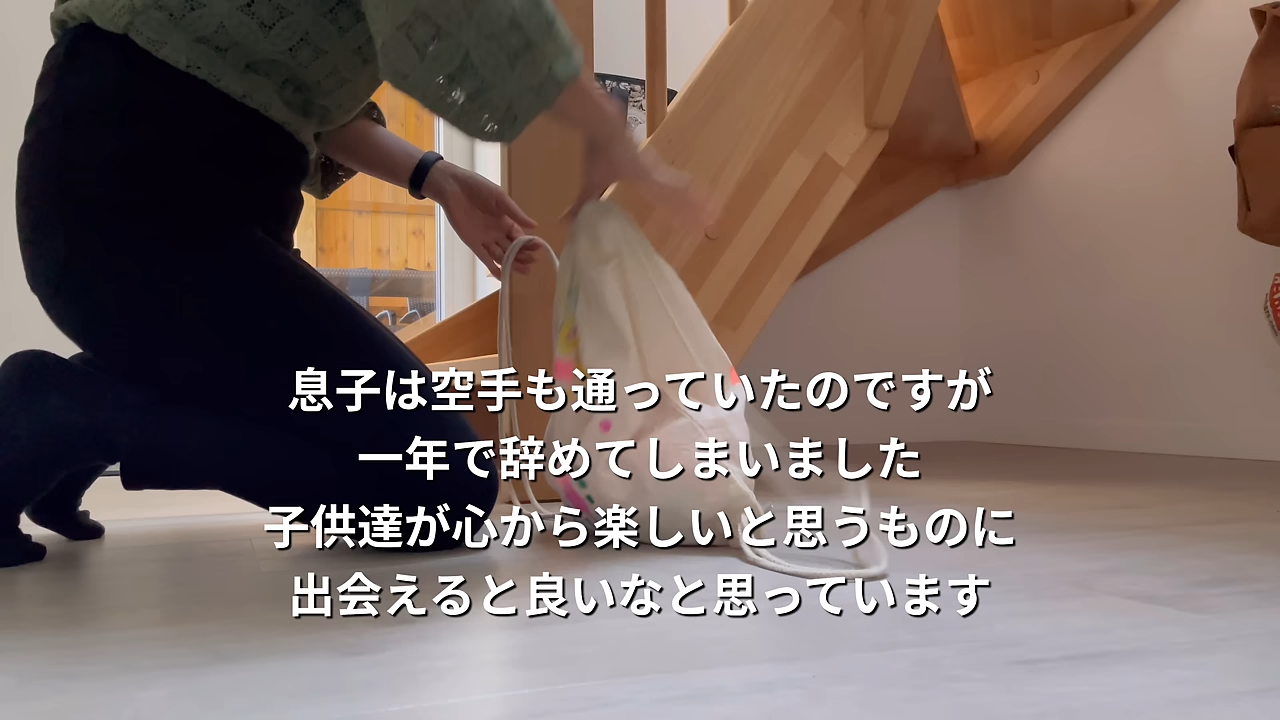 息子は空手も通っていたのですが
一年で辞めてしまいました
子供達が心から楽しいと思うものに
出会えると良いなと思っています